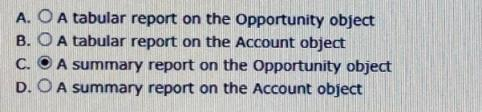 A. ○ A tabular report on the Opportunity object
B. ○ A tabular report on the Account object
C. ◉ A summary report on the Opportunity object
D. ○ A summary report on the Account object